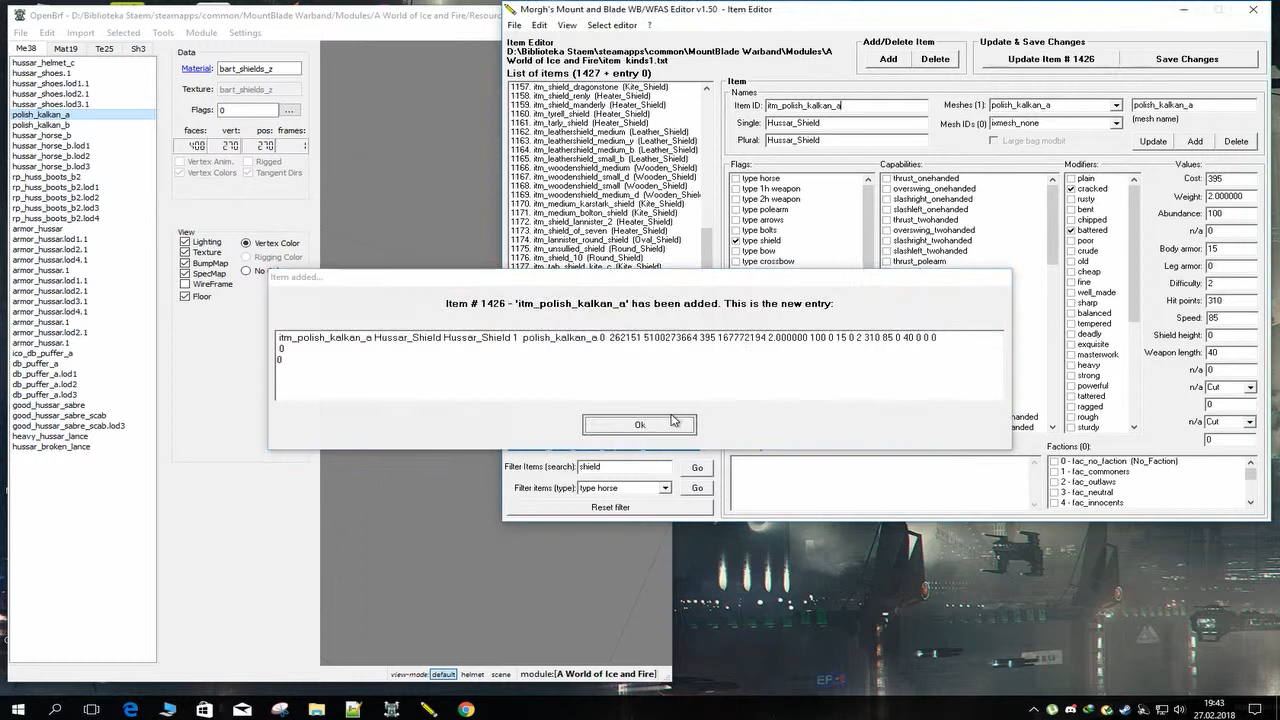 OpenBrf - D:/Biblioteka Staem/steamapps/common/MountBlade Warband/Modules/A World of Ice and Fire/Resour
File Edit Import Selected Tools Module Settings
Me38 Mat19 Te25 Sh3
hussar_helmet_c
hussar_shoes.1
hussar_shoes.lod1.1
hussar_shoes.lod2.1
hussar_shoes.lod3.1
polish_kalkan_a
polish_kalkan_b
hussar_horse_b
hussar_horse_b.lod1
hussar_horse_b.lod2
hussar_horse_b.lod3
rp_huss_boots_b2
rp_huss_boots_b2.lod1
rp_huss_boots_b2.lod2
rp_huss_boots_b2.lod3
rp_huss_boots_b2.lod4
armor_hussar
armor_hussar.lod2.1
armor_hussar.lod4.1
armor_hussar.1
armor_hussar.lod2.1
armor_hussar.lod4.1
armor_hussar.1
armor_hussar.lod2.1
armor_hussar.lod4.1
armor_hussar.1
armor_hussar.lod2.1
ico_db_puffer_a
db_puffer_a
db_puffer_a.lod1
db_puffer_a.lod2
db_puffer_a.lod3
good_hussar_sabre
good_hussar_sabre_scab
good_hussar_sabre_scab.lod3
heavy_hussar_lance
hussar_broken_lance
Data
Material: bart_shields_z
Texture: bart_shields_z
Flags: 0 ...
faces: vert: pos: frames:
408 270 270 1
Vertex Anim. Rigged
Vertex Colors Tangent Dirs
View
Lighting Vertex Color
Texture Rigging Color
BumpMap No
SpecMap
WireFrame
Floor
view-mode: default helmet scene module:[A World of Ice and Fire]
Morgh's Mount and Blade WB/WFAS Editor v1.50 - Item Editor
File Edit View Select editor ?
Item Editor
D:\Biblioteka Staem\steamapps\common\MountBlade Warband\Modules\A
World of Ice and Fire\item_kinds1.txt
List of items (1427 + entry 0)
1157. itm_shield_dragonstone (Kite_Shield)
1159. itm_shield_renly (Heater_Shield)
1159. itm_shield_manderly (Heater_Shield)
1160. itm_tyrell_shield (Heater_Shield)
1161. itm_tarly_shield (Heater_Shield)
1162. itm_leathershield_medium (Leather_Shield)
1163. itm_leathershield_medium_y (Leather_Shield)
1164. itm_leathershield_medium_b (Leather_Shield)
1165. itm_leathershield_small_b (Leather_Shield)
1166. itm_woodenshield_medium (Wooden_Shield)
1167. itm_woodenshield_small_d (Wooden_Shield)
1168. itm_woodenshield_small (Wooden_Shield)
1169. itm_woodenshield_medium_d (Wooden_Shie
1170. itm_medium_karstark_shield (Kite_Shield)
1171. itm_medium_bolton_shield (Kite_Shield)
1172. itm_shield_lannister_2 (Heater_Shield)
1173. itm_shield_of_seven (Heater_Shield)
1174. itm_lannister_round_shield (Oval_Shield)
1175. itm_unsullied_shield (Round_Shield)
1176. itm_shield_10 (Round_Shield)
1177. itm_tab_shield_kite_c (Kite_Shield)
Add/Delete Item
Add Delete
Update & Save Changes
Update Item # 1426 Save Changes
Item
Names
Item ID: itm_polish_kalkan_a
Single: Hussar_Shield
Plural: Hussar_Shield
Meshes (1): polish_kalkan_a polish_kalkan_a
Mesh IDs (0) ixmesh_none (mesh name)
Large bag modbit Update Add Delete
Flags:
type horse
type 1h weapon
type 2h weapon
type polearm
type arrows
type bolts
type shield
type bow
type crossbow
Capabilities:
thrust_onehanded
overswing_onehanded
slashright_onehanded
slashleft_onehanded
thrust_twohanded
overswing_twohanded
slashright_twohanded
slashleft_twohanded
thrust_polearm
Modifiers:
plain
cracked
rusty
bent
chipped
battered
poor
crude
old
cheap
fine
well_made
sharp
balanced
tempered
deadly
exquisite
masterwork
heavy
strong
powerful
tattered
ragged
rough
sturdy
Values:
Cost: 395
Weight: 2.000000
Abundance: 100
n/a 0
Body armor: 15
Leg armor: 0
Difficulty: 2
Hit points: 310
Speed: 85
Shield height: 0
Weapon length: 40
n/a 0
n/a Cut
0
n/a Cut
0
Item added...
Item # 1426 - 'itm_polish_kalkan_a' has been added. This is the new entry:
itm_polish_kalkan_a Hussar_Shield Hussar_Shield 1 polish_kalkan_a 0 262151 5100273664 395 167772194 2.000000 100 0 15 0 2 310 85 0 40 0 0 0
0
0
Ok
Filter Items (search): shield Go
Filter items (type): type horse Go
Reset filter
Factions (0):
0 - fac_no_faction (No_Faction)
1 - fac_commoners
2 - fac_outlaws
3 - fac_neutral
4 - fac_innocents
EP-1
19:43
27.02.2018